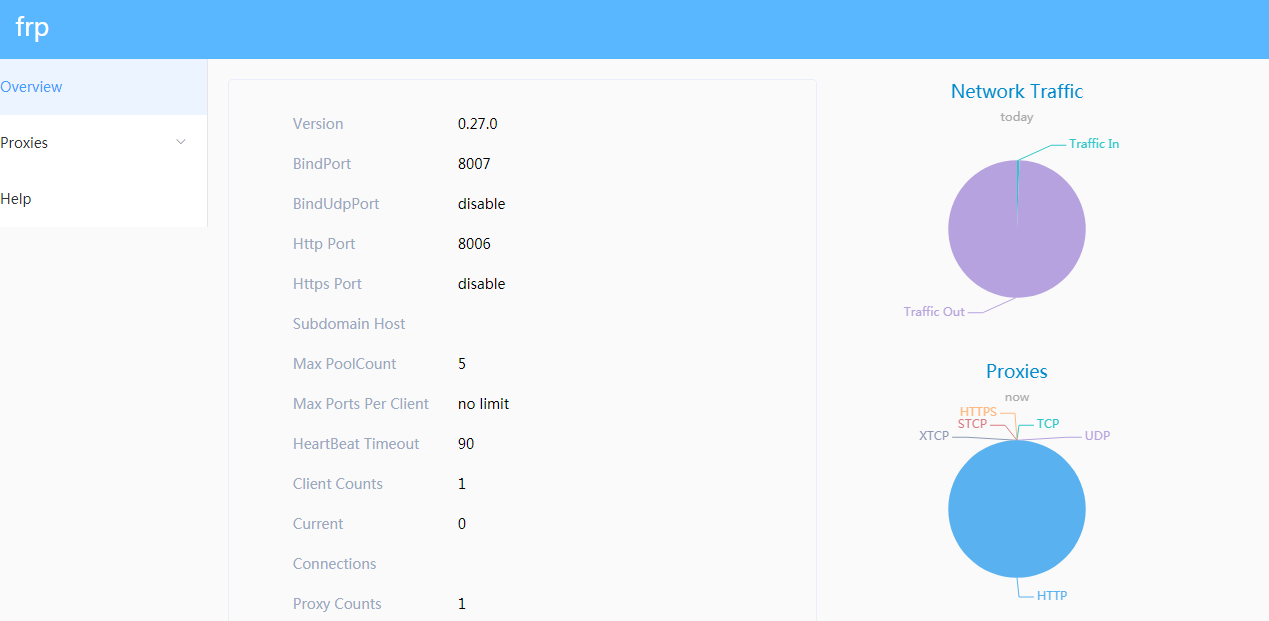 frp
Overview
Proxies
Help
Version 0.27.0
BindPort 8007
BindUdpPort disable
Http Port 8006
Https Port disable
Subdomain Host
Max PoolCount 5
Max Ports Per Client no limit
HeartBeat Timeout 90
Client Counts 1
Current 0
Connections
Proxy Counts 1
Network Traffic
today
Traffic In
Traffic Out
Proxies
now
HTTPS
STCP TCP
XTCP UDP
HTTP